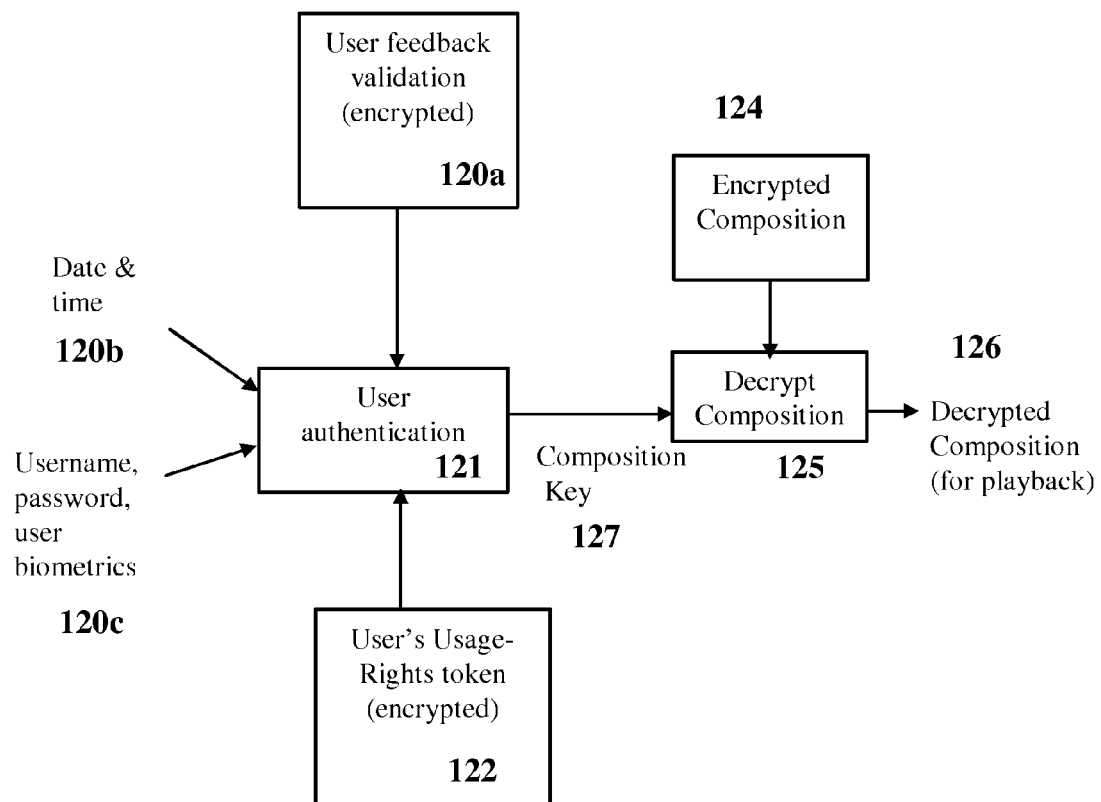 User feedback
validation
(encrypted)
120a
124
Encrypted
Composition
Date &
time
120b
126
User
authentication
121
Decrypt
Composition
125
Decrypted
Composition
(for playback)
Composition
Key
127
Username,
password,
user
biometrics
120c
User's Usage-
Rights token
(encrypted)
122